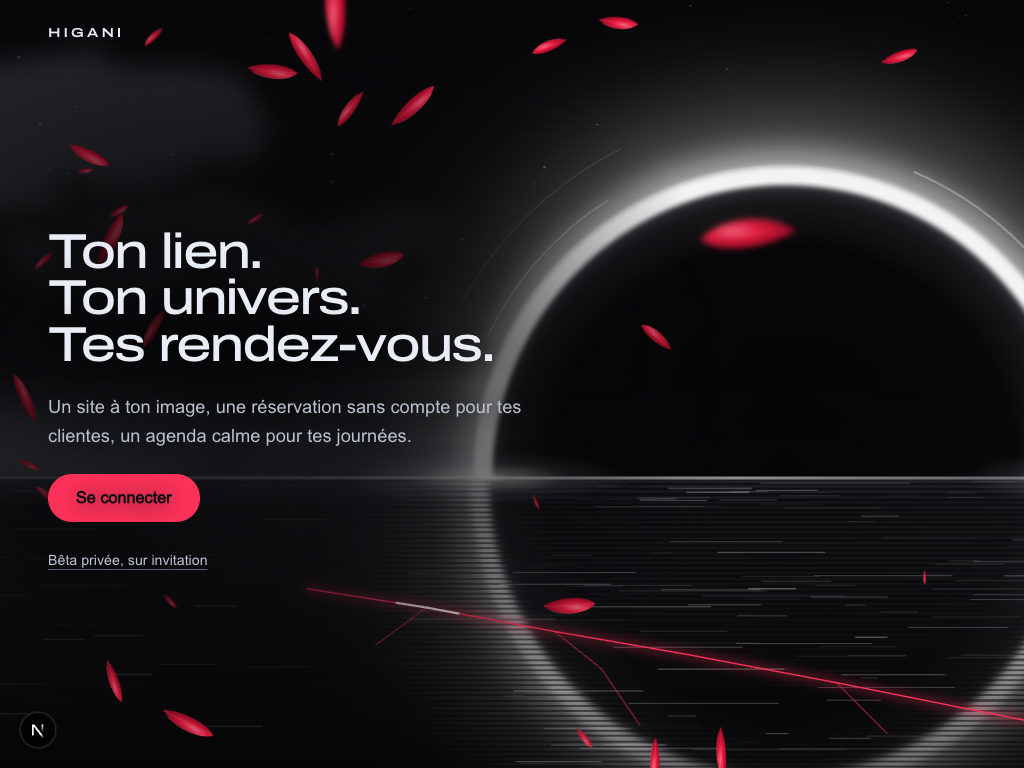 HIGANI
Ton lien.
Ton univers.
Tes rendez-vous.
Un site à ton image, une réservation sans compte pour tes
clientes, un agenda calme pour tes journées.
Se connecter
Bêta privée, sur invitation
N